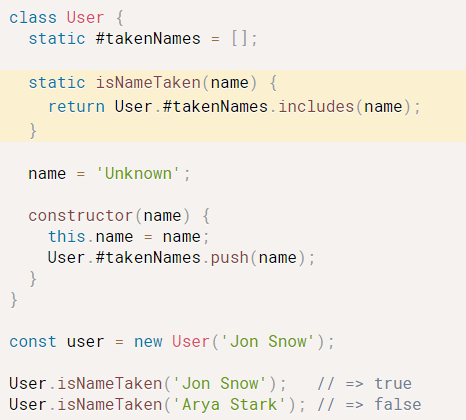 class User {
  static #takenNames = [];

  static isNameTaken(name) {
    return User.#takenNames.includes(name);
  }

  name = 'Unknown';

  constructor(name) {
    this.name = name;
    User.#takenNames.push(name);
  }
}

const user = new User('Jon Snow');

User.isNameTaken('Jon Snow');   // => true
User.isNameTaken('Arya Stark'); // => false